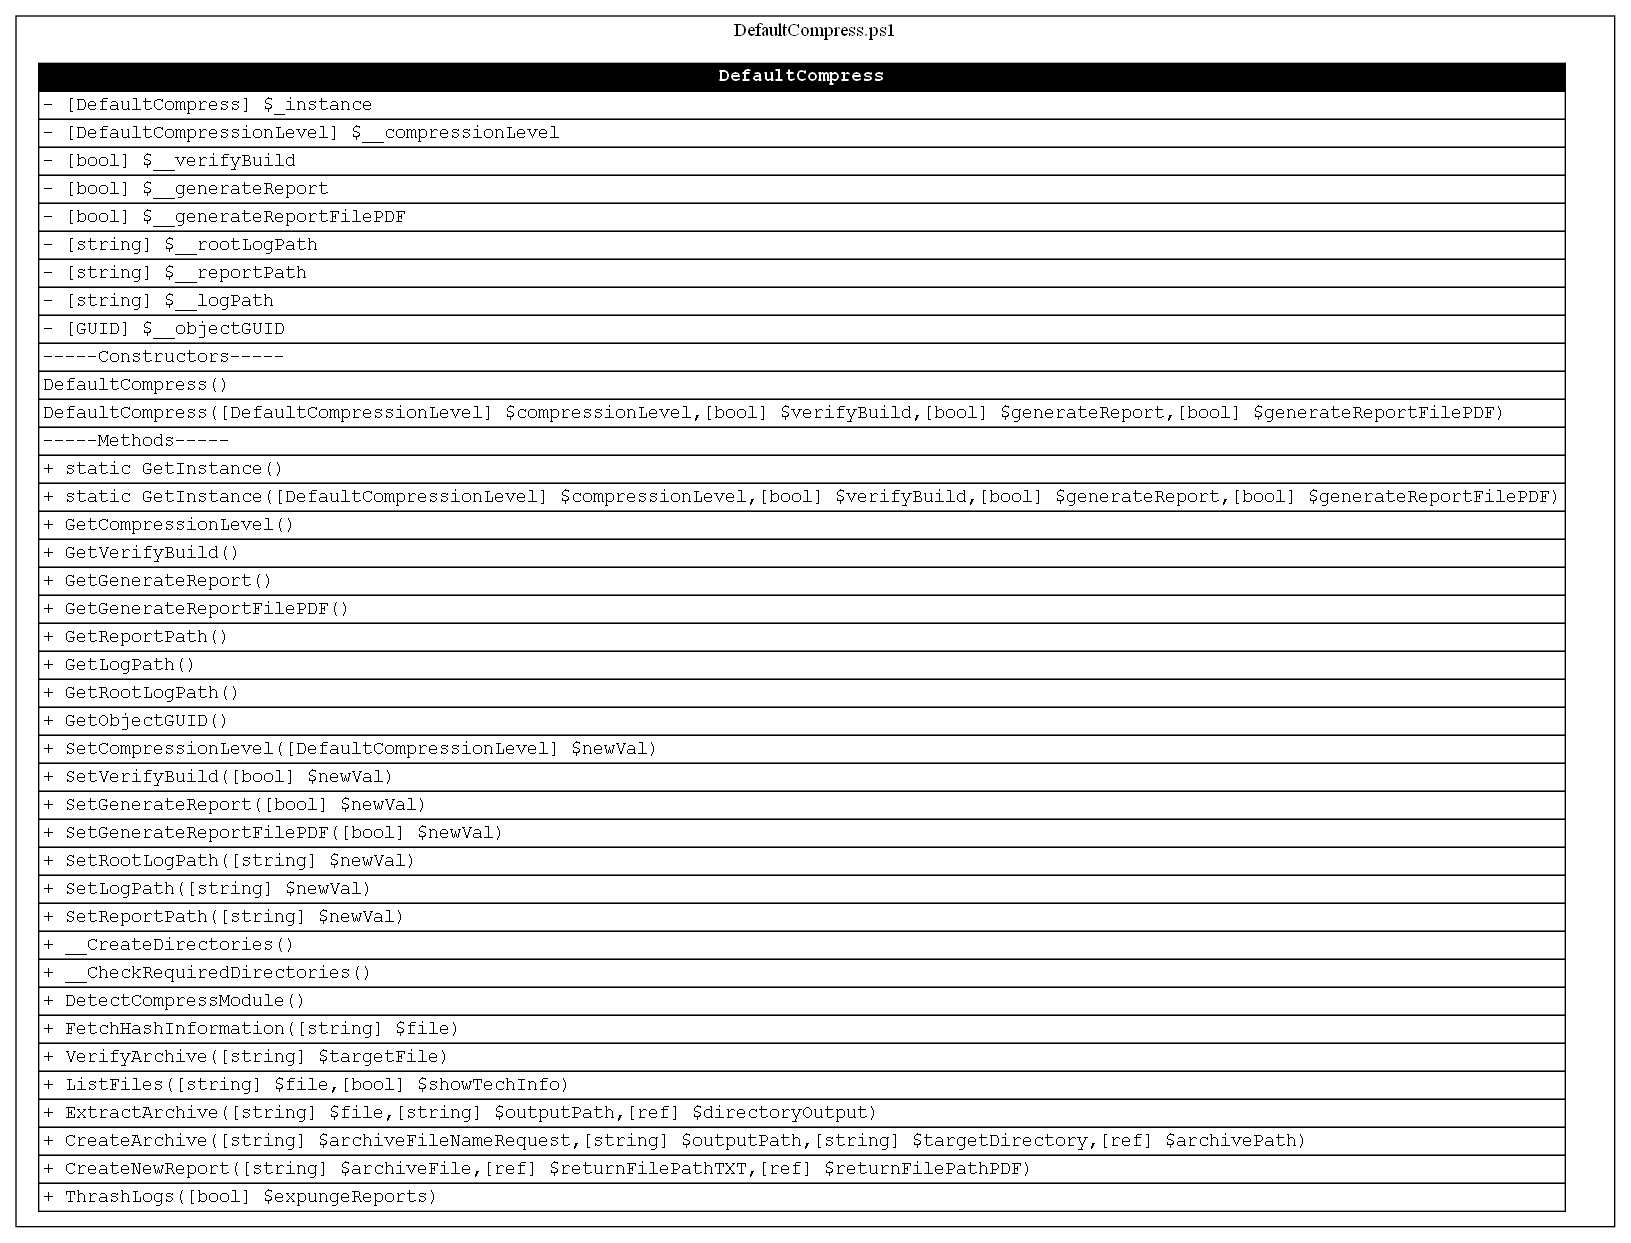 DefaultCompress.ps1
DefaultCompress
- [DefaultCompress] $_instance
- [DefaultCompressionLevel] $__compressionLevel
- [bool] $__verifyBuild
- [bool] $__generateReport
- [bool] $__generateReportFilePDF
- [string] $__rootLogPath
- [string] $__reportPath
- [string] $__logPath
- [GUID] $__objectGUID
-----Constructors-----
DefaultCompress()
DefaultCompress([DefaultCompressionLevel] $compressionLevel,[bool] $verifyBuild,[bool] $generateReport,[bool] $generateReportFilePDF)
-----Methods-----
+ static GetInstance()
+ static GetInstance([DefaultCompressionLevel] $compressionLevel,[bool] $verifyBuild,[bool] $generateReport,[bool] $generateReportFilePDF)
+ GetCompressionLevel()
+ GetVerifyBuild()
+ GetGenerateReport()
+ GetGenerateReportFilePDF()
+ GetReportPath()
+ GetLogPath()
+ GetRootLogPath()
+ GetObjectGUID()
+ SetCompressionLevel([DefaultCompressionLevel] $newVal)
+ SetVerifyBuild([bool] $newVal)
+ SetGenerateReport([bool] $newVal)
+ SetGenerateReportFilePDF([bool] $newVal)
+ SetRootLogPath([string] $newVal)
+ SetLogPath([string] $newVal)
+ SetReportPath([string] $newVal)
+ __CreateDirectories()
+ __CheckRequiredDirectories()
+ DetectCompressModule()
+ FetchHashInformation([string] $file)
+ VerifyArchive([string] $targetFile)
+ ListFiles([string] $file,[bool] $showTechInfo)
+ ExtractArchive([string] $file,[string] $outputPath,[ref] $directoryOutput)
+ CreateArchive([string] $archiveFileNameRequest,[string] $outputPath,[string] $targetDirectory,[ref] $archivePath)
+ CreateNewReport([string] $archiveFile,[ref] $returnFilePathTXT,[ref] $returnFilePathPDF)
+ ThrashLogs([bool] $expungeReports)